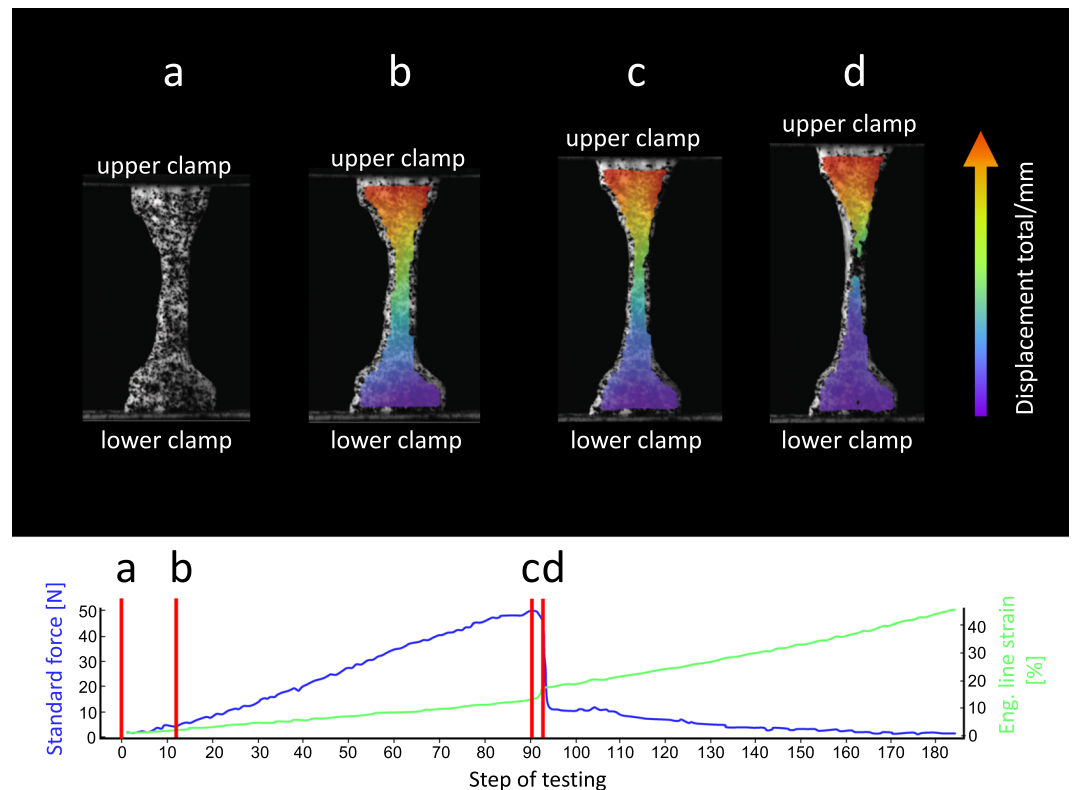 a b c d
upper clamp upper clamp upper clamp upper clamp
lower clamp lower clamp lower clamp lower clamp
Displacement total/mm
a b c d
Standard force [N]
50
40
30
20
10
0
0 10 20 30 40 50 60 70 80 90 100 110 120 130 140 150 160 170 180
Step of testing
40
30
20
10
0
Eng. line strain
[%]